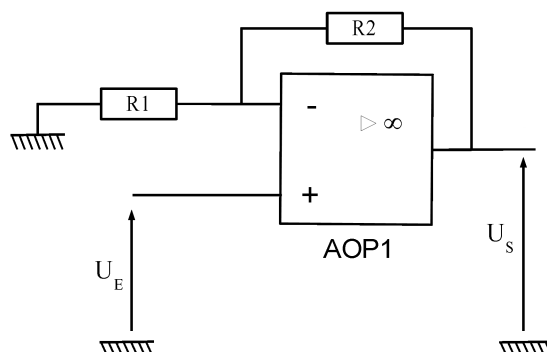 R2
R1
-
▷ ∞
+
AOP1
U_E
U_S